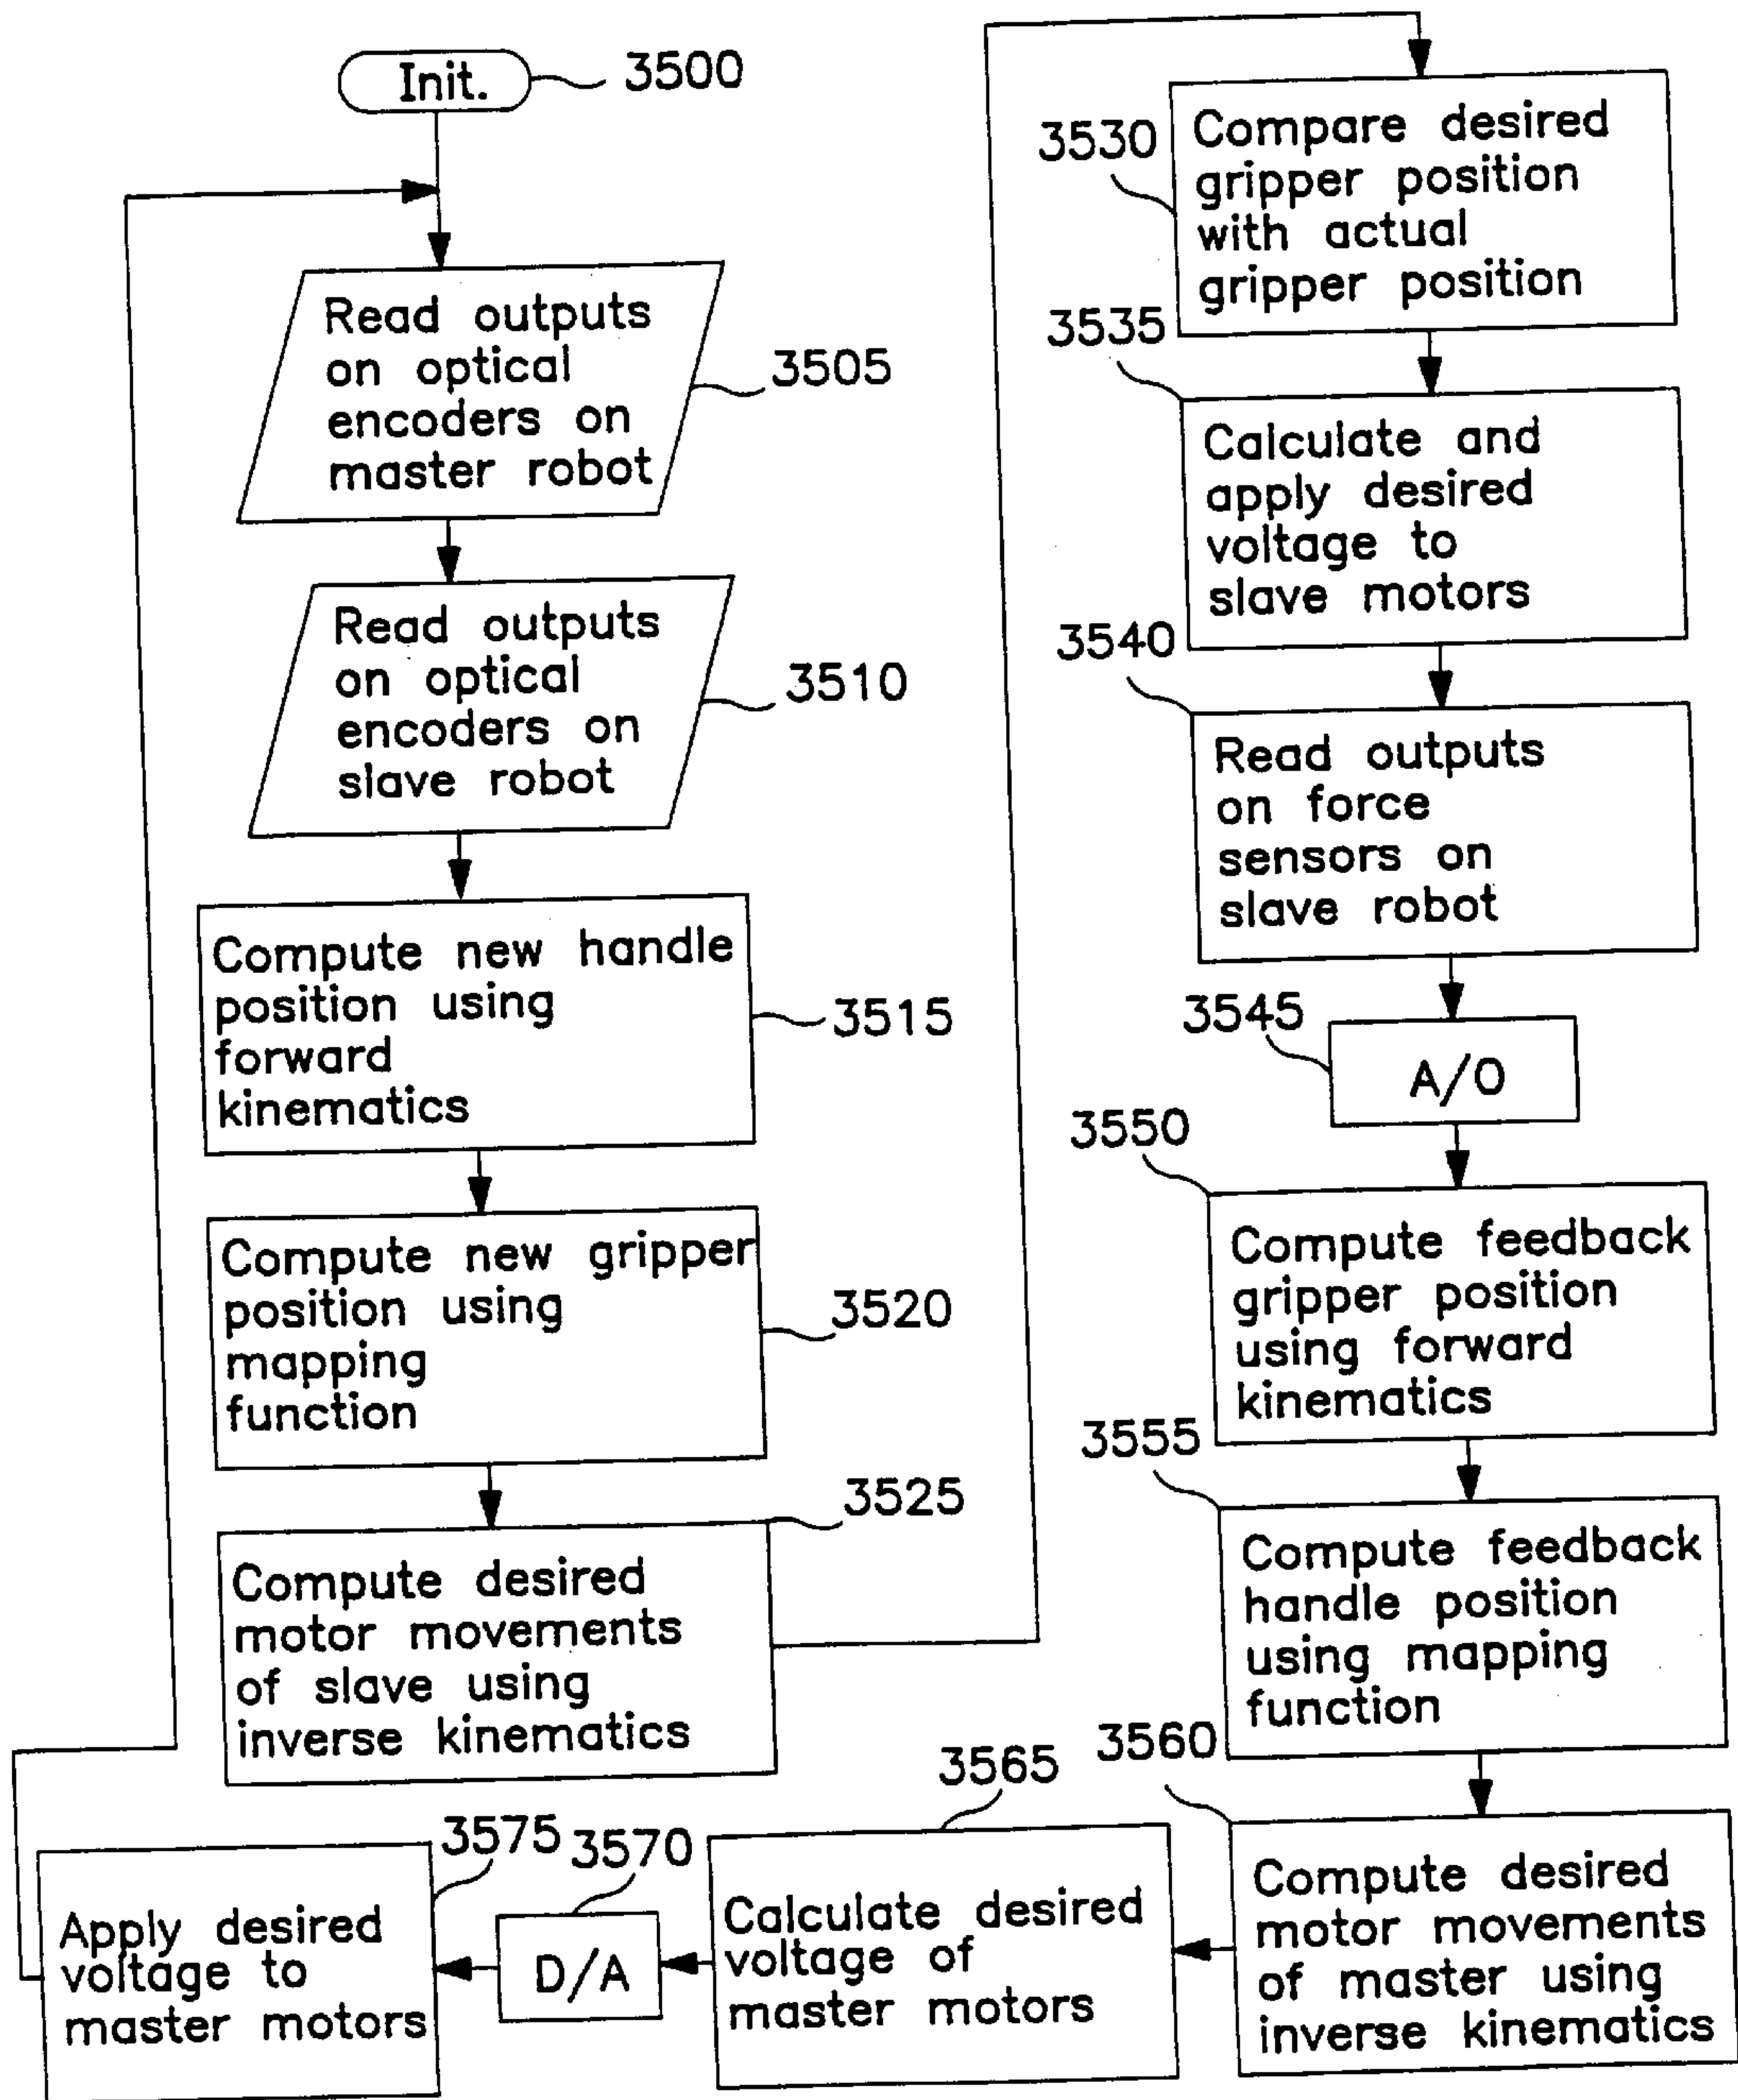 Init.
3500
Read outputs
on optical
encoders on
master robot
3505
Read outputs
on optical
encoders on
slave robot
3510
Compute new handle
position using
forward
kinematics
3515
Compute new gripper
position using
mapping
function
3520
3525
Compute desired
motor movements
of slave using
inverse kinematics
3530
Compare desired
gripper position
with actual
gripper position
3535
Calculate and
apply desired
voltage to
slave motors
3540
Read outputs
on force
sensors on
slave robot
3545
A/O
3550
Compute feedback
gripper position
using forward
kinematics
3555
Compute feedback
handle position
using mapping
function
3560
Compute desired
motor movements
of master using
inverse kinematics
3565
Calculate desired
voltage of
master motors
3570
D/A
3575
Apply desired
voltage to
master motors